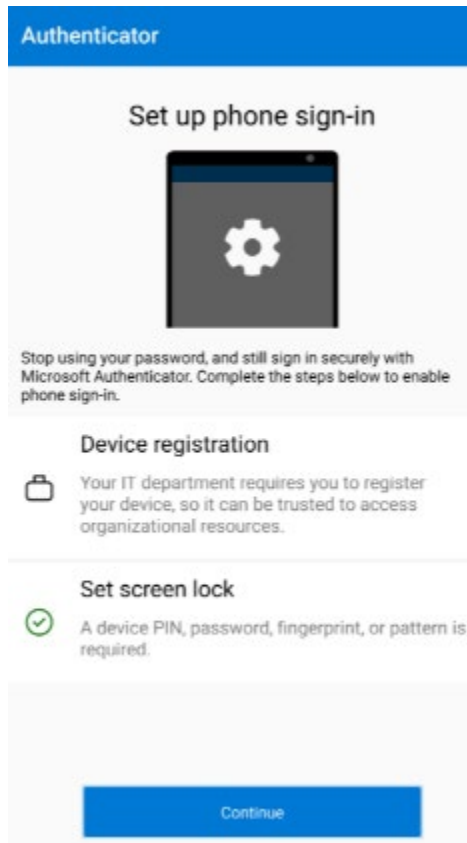 Authenticator
Set up phone sign-in
Stop using your password, and still sign in securely with
Microsoft Authenticator. Complete the steps below to enable
phone sign-in.
Device registration
Your IT department requires you to register
your device, so it can be trusted to access
organizational resources.
Set screen lock
A device PIN, password, fingerprint, or pattern is
required.
Continue